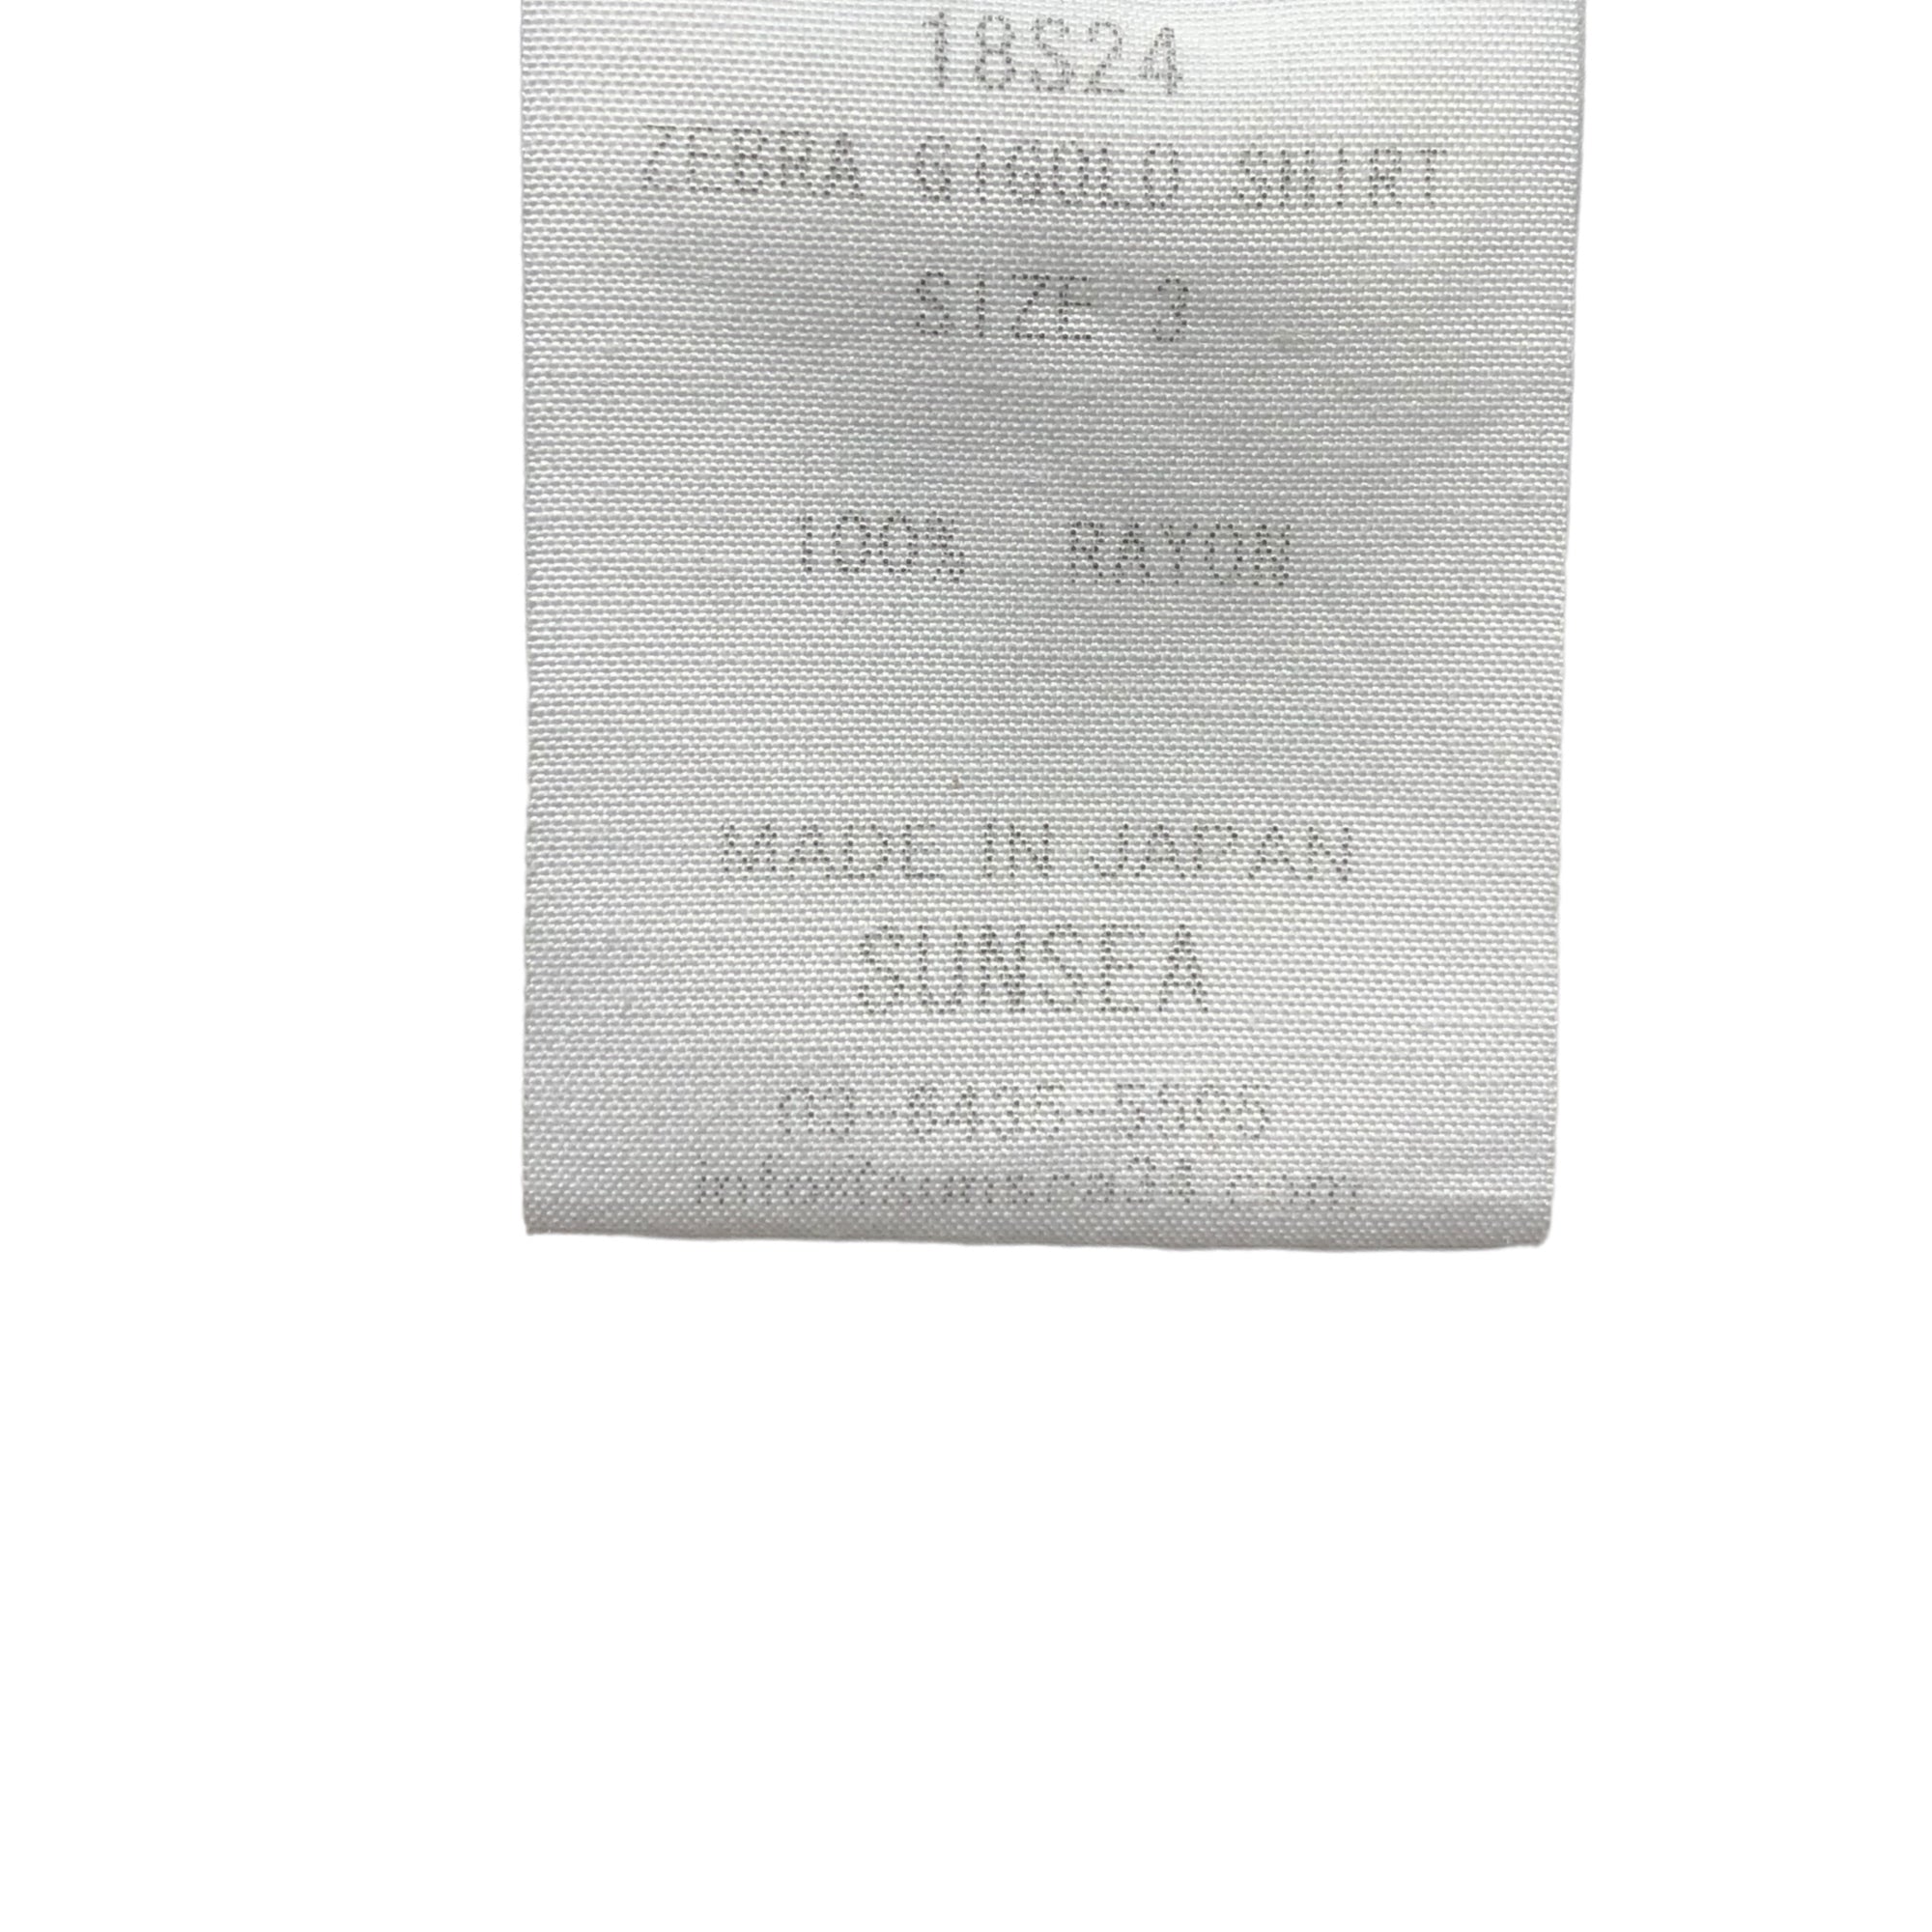 18S24
ZEBRA GIGOLO SHIRT
SIZE 3
100% RAYON
MADE IN JAPAN
SUNSEA